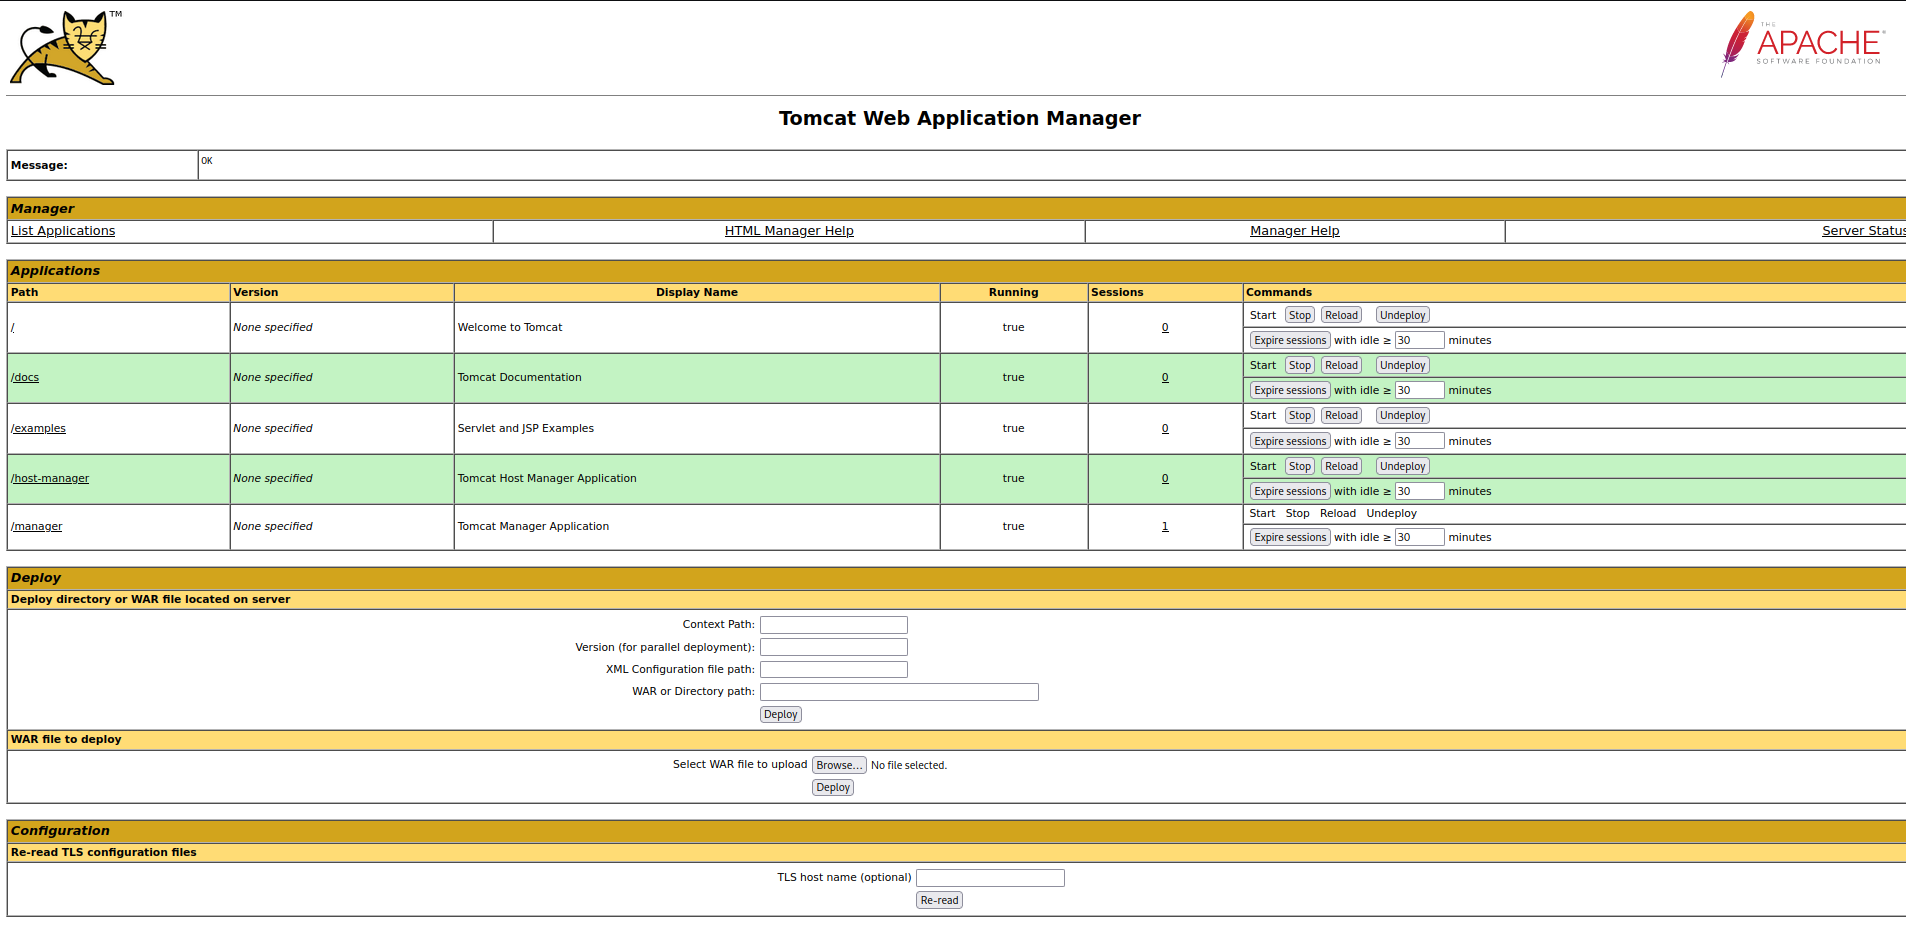 TM
THE
APACHE
SOFTWARE FOUNDATION
Tomcat Web Application Manager
Message: OK
Manager
List Applications HTML Manager Help Manager Help Server Status
Applications
Path Version Display Name Running Sessions Commands
/ None specified Welcome to Tomcat true 0 Start Stop Reload Undeploy
Expire sessions with idle ≥ 30 minutes
/docs None specified Tomcat Documentation true 0 Start Stop Reload Undeploy
Expire sessions with idle ≥ 30 minutes
/examples None specified Servlet and JSP Examples true 0 Start Stop Reload Undeploy
Expire sessions with idle ≥ 30 minutes
/host-manager None specified Tomcat Host Manager Application true 0 Start Stop Reload Undeploy
Expire sessions with idle ≥ 30 minutes
/manager None specified Tomcat Manager Application true 1 Start Stop Reload Undeploy
Expire sessions with idle ≥ 30 minutes
Deploy
Deploy directory or WAR file located on server
Context Path:
Version (for parallel deployment):
XML Configuration file path:
WAR or Directory path:
Deploy
WAR file to deploy
Select WAR file to upload Browse... No file selected.
Deploy
Configuration
Re-read TLS configuration files
TLS host name (optional)
Re-read